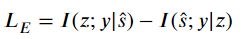 L_E = I(z; y|ŝ) − I(ŝ; y|z)